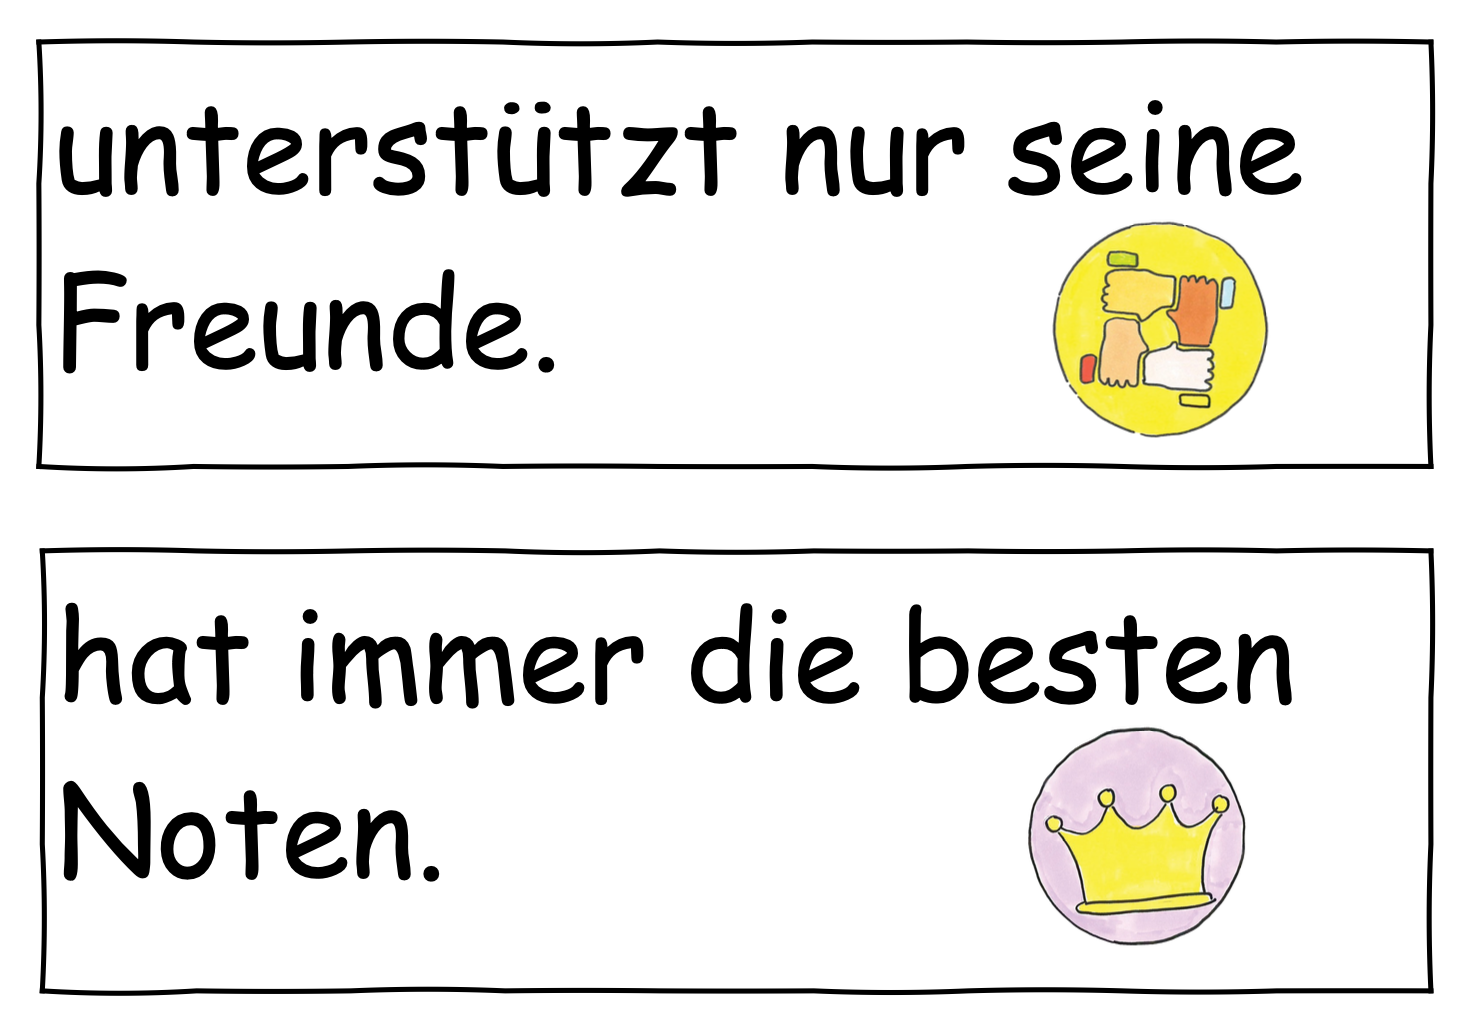 unterstützt nur seine
Freunde.
hat immer die besten
Noten.